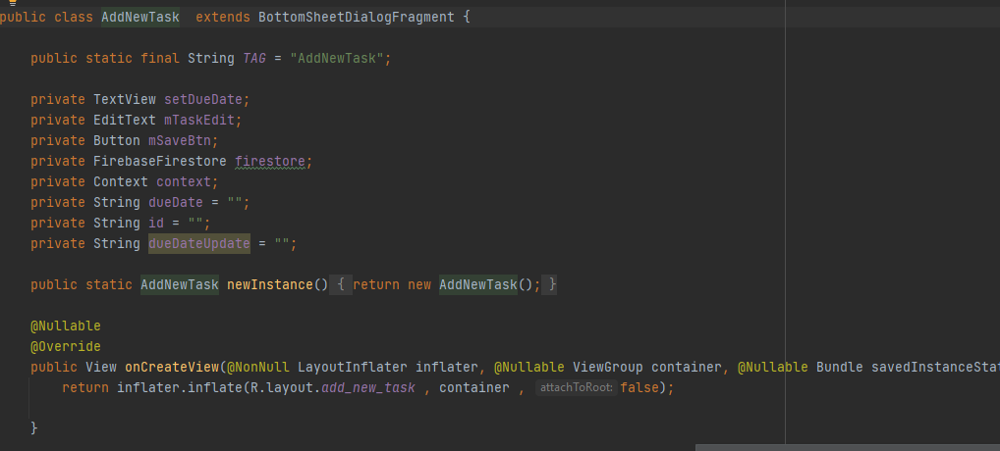 public class AddNewTask  extends BottomSheetDialogFragment {
public static final String TAG = "AddNewTask";
private TextView setDueDate;
private EditText mTaskEdit;
private Button mSaveBtn;
private FirebaseFirestore firestore;
private Context context;
private String dueDate = "";
private String id = "";
private String dueDateUpdate = "";
public static AddNewTask newInstance() { return new AddNewTask(); }
@Nullable
@Override
public View onCreateView(@NonNull LayoutInflater inflater, @Nullable ViewGroup container, @Nullable Bundle savedInstanceStat
return inflater.inflate(R.layout.add_new_task , container , attachToRoot: false);
}